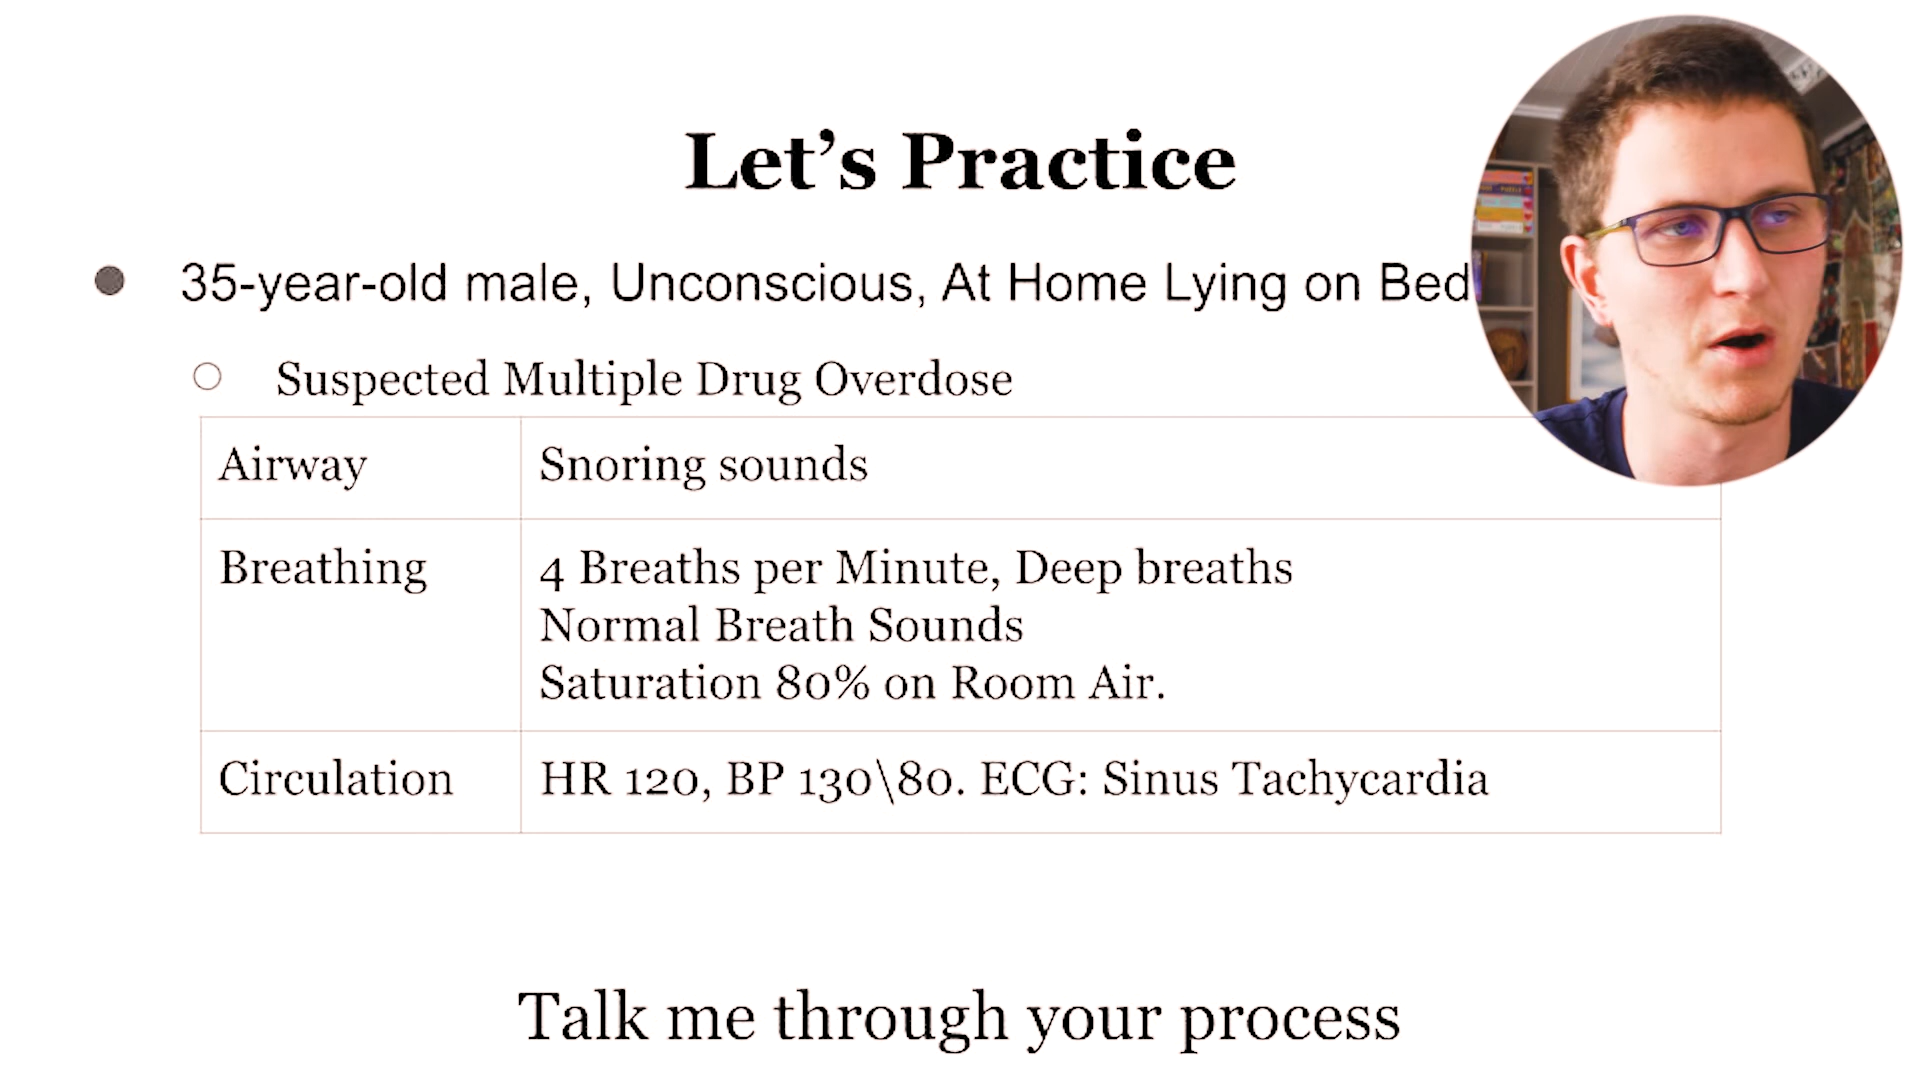 Let's Practice
35-year-old male, Unconscious, At Home Lying on Bed
Suspected Multiple Drug Overdose
Airway
Snoring sounds
Breathing
4 Breaths per Minute, Deep breaths
Normal Breath Sounds
Saturation 80% on Room Air.
Circulation
HR 120, BP 130\80. ECG: Sinus Tachycardia
Talk me through your process